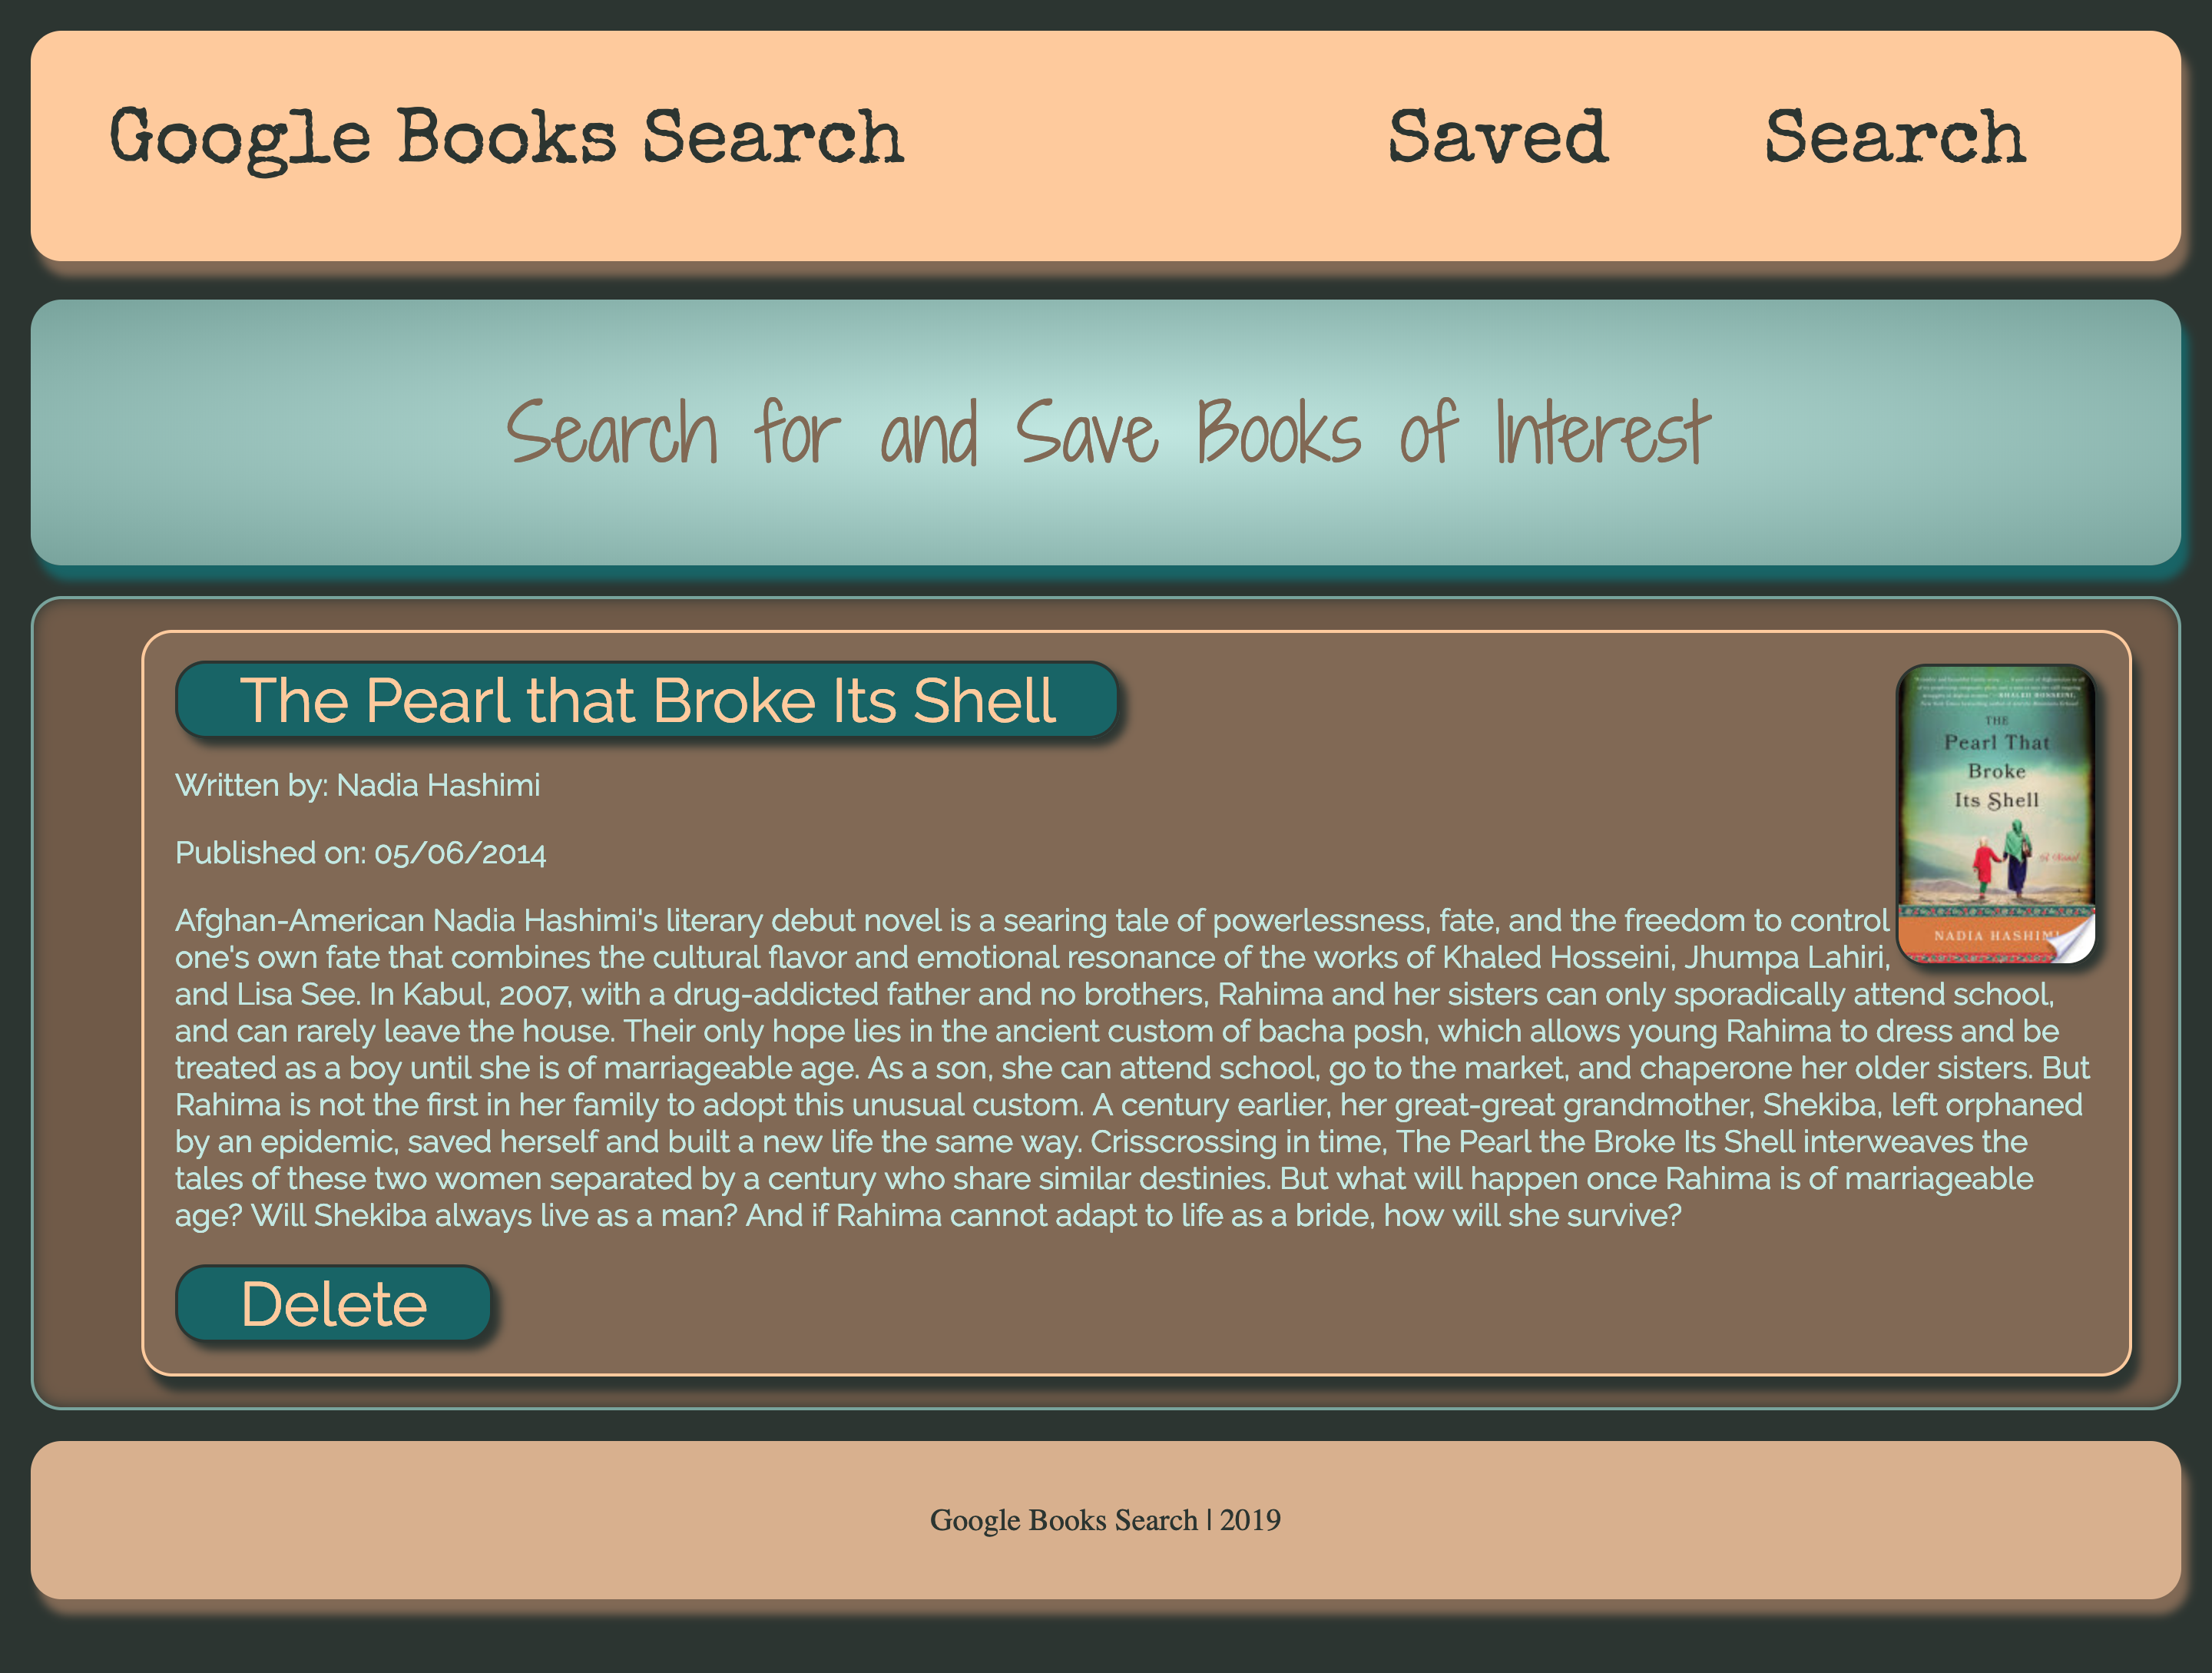 Google Books Search
Saved
Search
Search for and Save Books of Interest
The Pearl that Broke Its Shell
Written by: Nadia Hashimi
Published on: 05/06/2014
Afghan-American Nadia Hashimi's literary debut novel is a searing tale of powerlessness, fate, and the freedom to control
one's own fate that combines the cultural flavor and emotional resonance of the works of Khaled Hosseini, Jhumpa Lahiri,
and Lisa See. In Kabul, 2007, with a drug-addicted father and no brothers, Rahima and her sisters can only sporadically attend school,
and can rarely leave the house. Their only hope lies in the ancient custom of bacha posh, which allows young Rahima to dress and be
treated as a boy until she is of marriageable age. As a son, she can attend school, go to the market, and chaperone her older sisters. But
Rahima is not the first in her family to adopt this unusual custom. A century earlier, her great-great grandmother, Shekiba, left orphaned
by an epidemic, saved herself and built a new life the same way. Crisscrossing in time, The Pearl the Broke Its Shell interweaves the
tales of these two women separated by a century who share similar destinies. But what will happen once Rahima is of marriageable
age? Will Shekiba always live as a man? And if Rahima cannot adapt to life as a bride, how will she survive?
Delete
KHALED HOSSEINI,
THE
Pearl That
Broke
Its Shell
A Novel
NADIA HASHIMI
Google Books Search | 2019